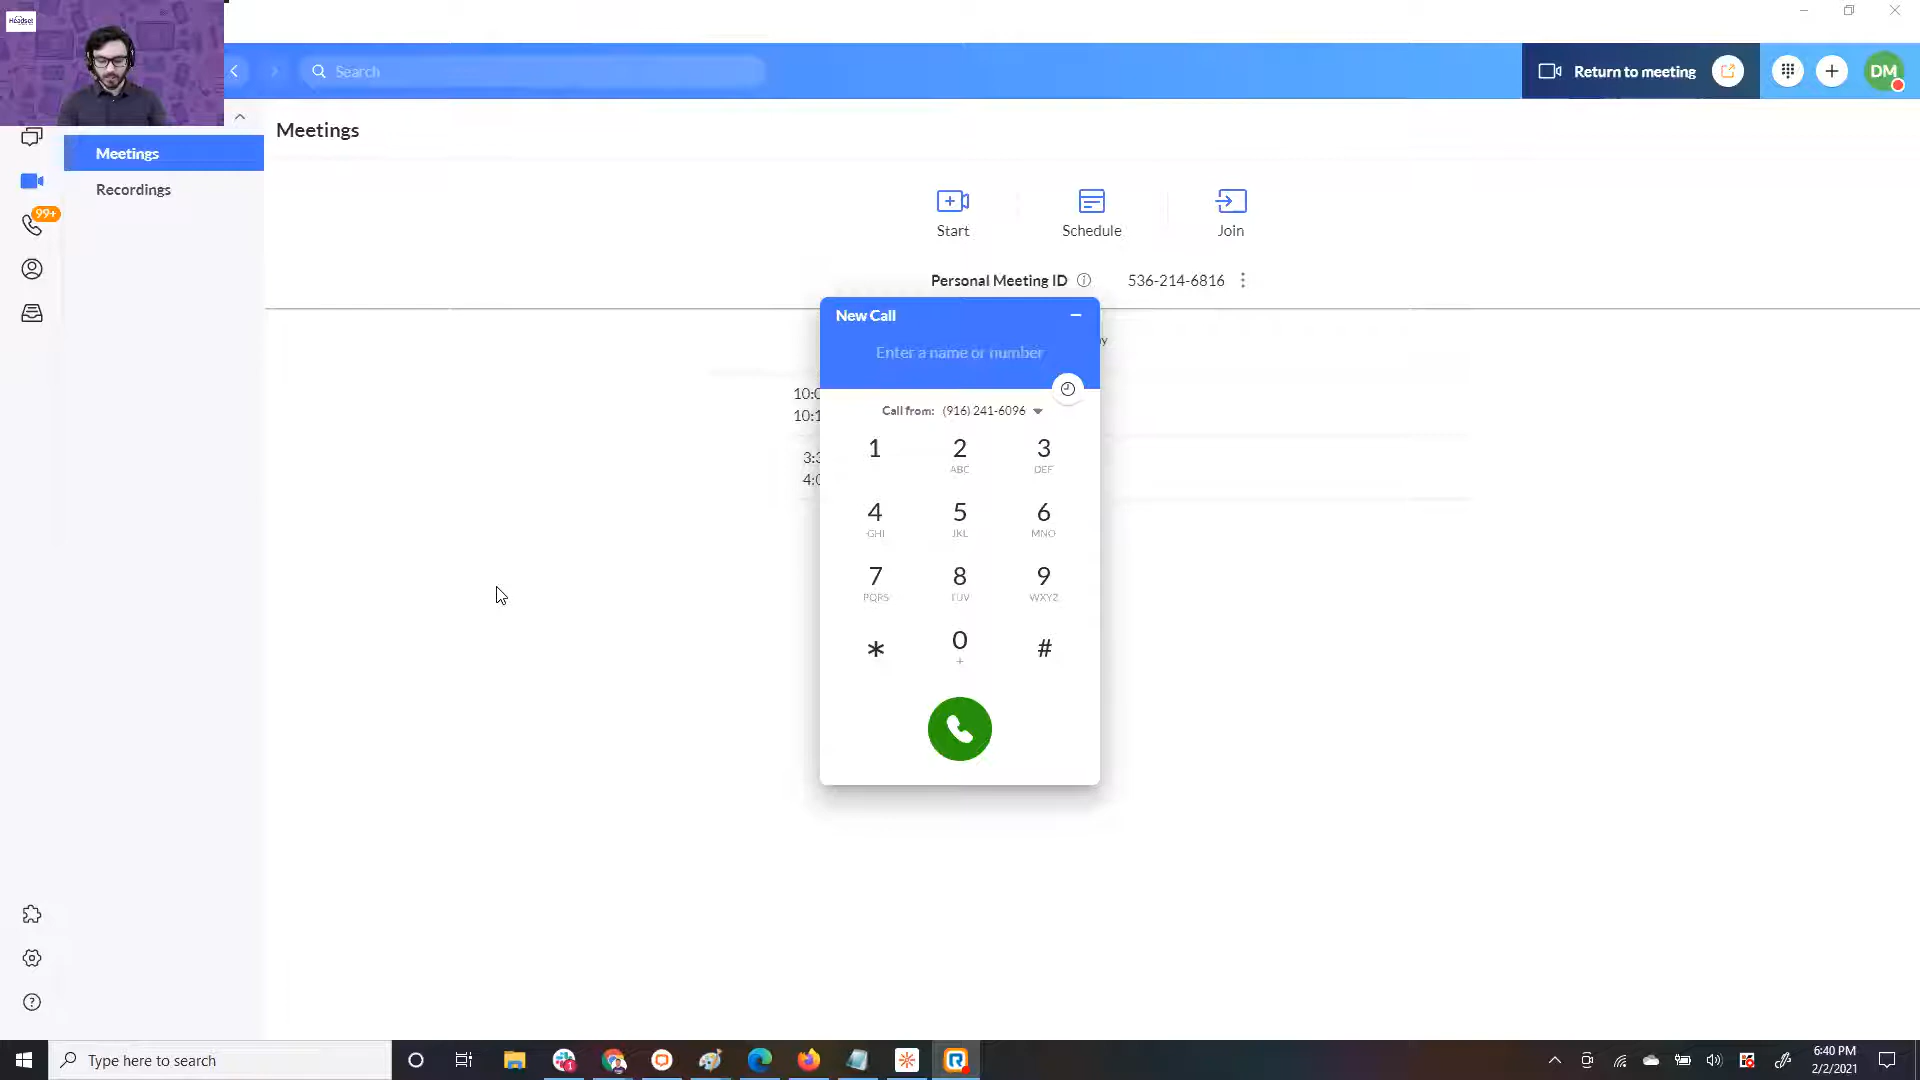 Headset
Search
Return to meeting
DM
Meetings
Recordings
99+
Meetings
Start
Schedule
Join
Personal Meeting ID
536-214-6816
New Call
Enter a name or number
Call from: (916) 241-6096
1
2
ABC
3
DEF
4
GHI
5
JKL
6
MNO
7
PQRS
8
TUV
9
WXYZ
*
0
+
#
Type here to search
6:40 PM
2/2/2021